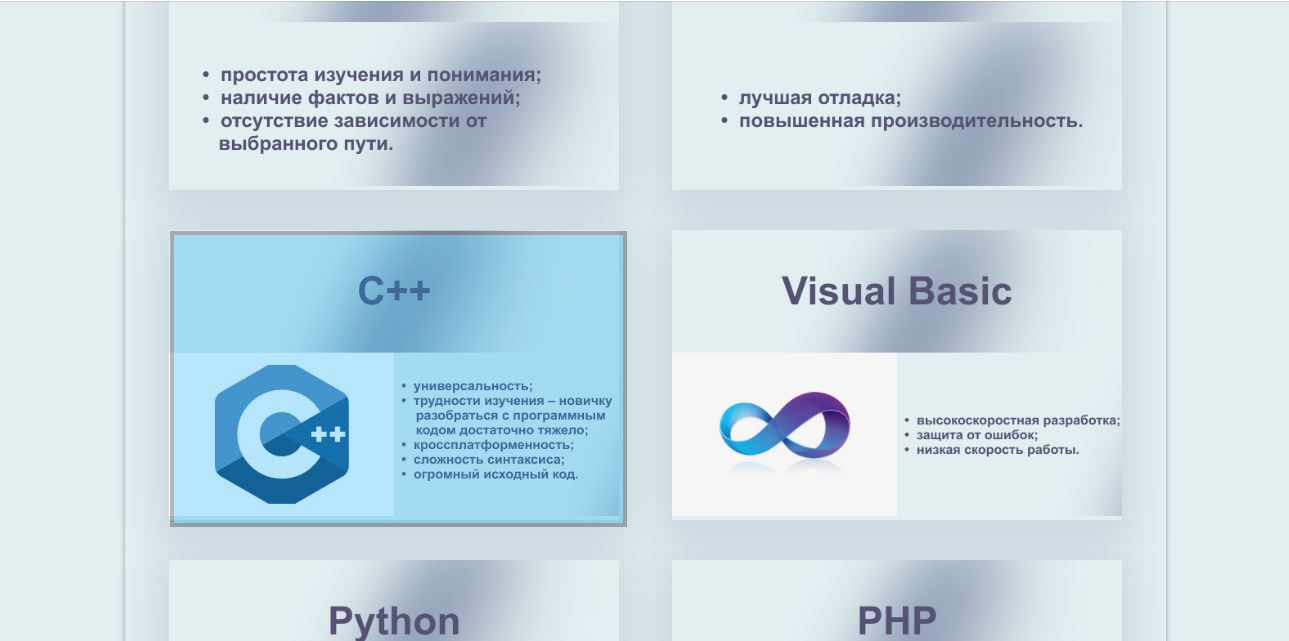 • простота изучения и понимания;
• наличие фактов и выражений;
• отсутствие зависимости от
выбранного пути.
• лучшая отладка;
• повышенная производительность.
C++
C++
• универсальность;
• трудности изучения – новичку
разобраться с программным
кодом достаточно тяжело;
• кроссплатформенность;
• сложность синтаксиса;
• огромный исходный код.
Visual Basic
• высокоскоростная разработка;
• защита от ошибок;
• низкая скорость работы.
Python
PHP